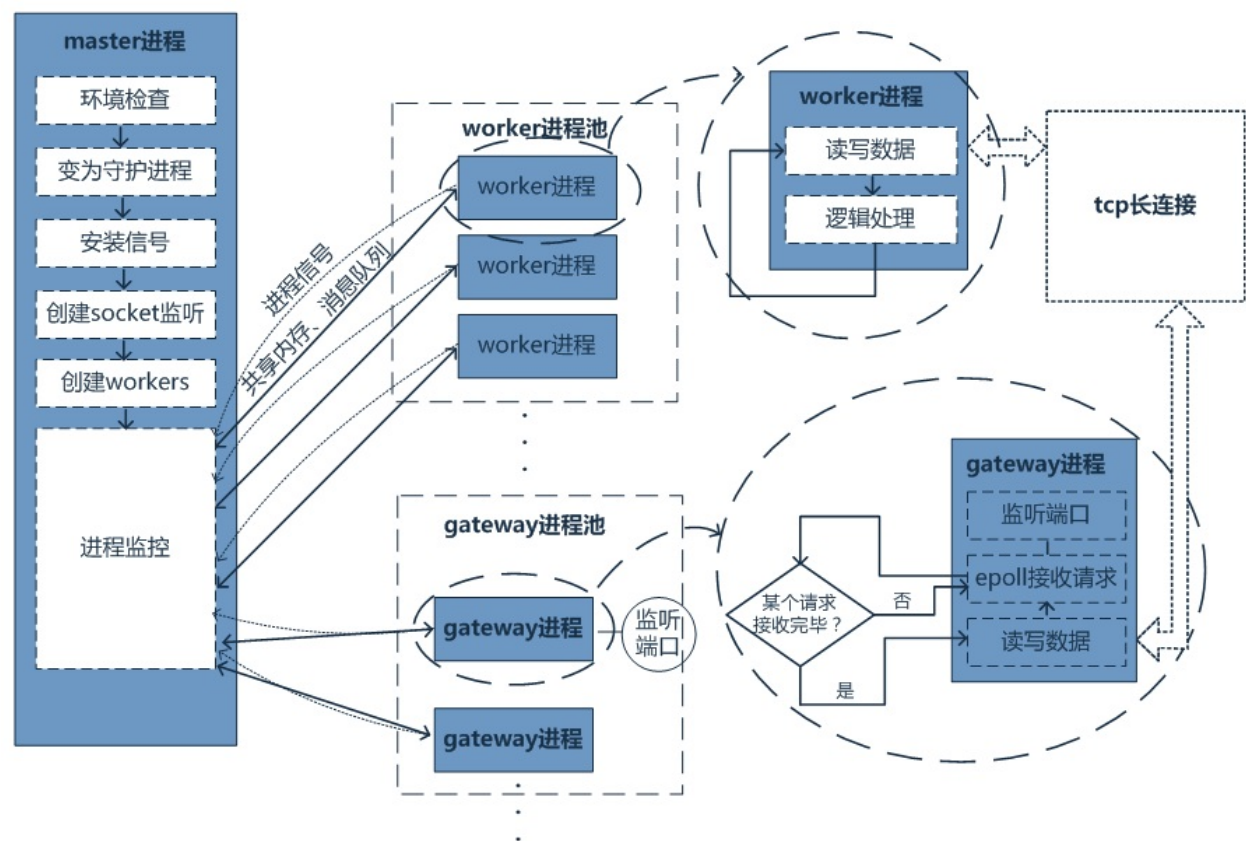 master进程
环境检查
变为守护进程
安装信号
创建socket监听
创建workers
进程监控
进程信号
共享内存、消息队列
worker进程池
worker进程
worker进程
worker进程
gateway进程池
gateway进程
监听
端口
gateway进程
worker进程
读写数据
逻辑处理
tcp长连接
gateway进程
监听端口
epoll接收请求
读写数据
某个请求
接收完毕？
否
是